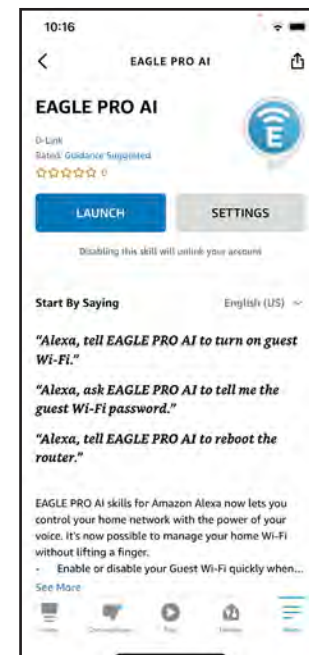 10:16
EAGLE PRO AI
EAGLE PRO AI
D-Link
Rated: Guidance Suggested
0
LAUNCH
SETTINGS
Disabling this skill will unlink your account
Start By Saying
English (US)
"Alexa, tell EAGLE PRO AI to turn on guest
Wi-Fi."
"Alexa, ask EAGLE PRO AI to tell me the
guest Wi-Fi password."
"Alexa, tell EAGLE PRO AI to reboot the
router."
EAGLE PRO AI skills for Amazon Alexa now lets you
control your home network with the power of your
voice. It's now possible to manage your home Wi-Fi
without lifting a finger.
- Enable or disable your Guest Wi-Fi quickly when...
See More